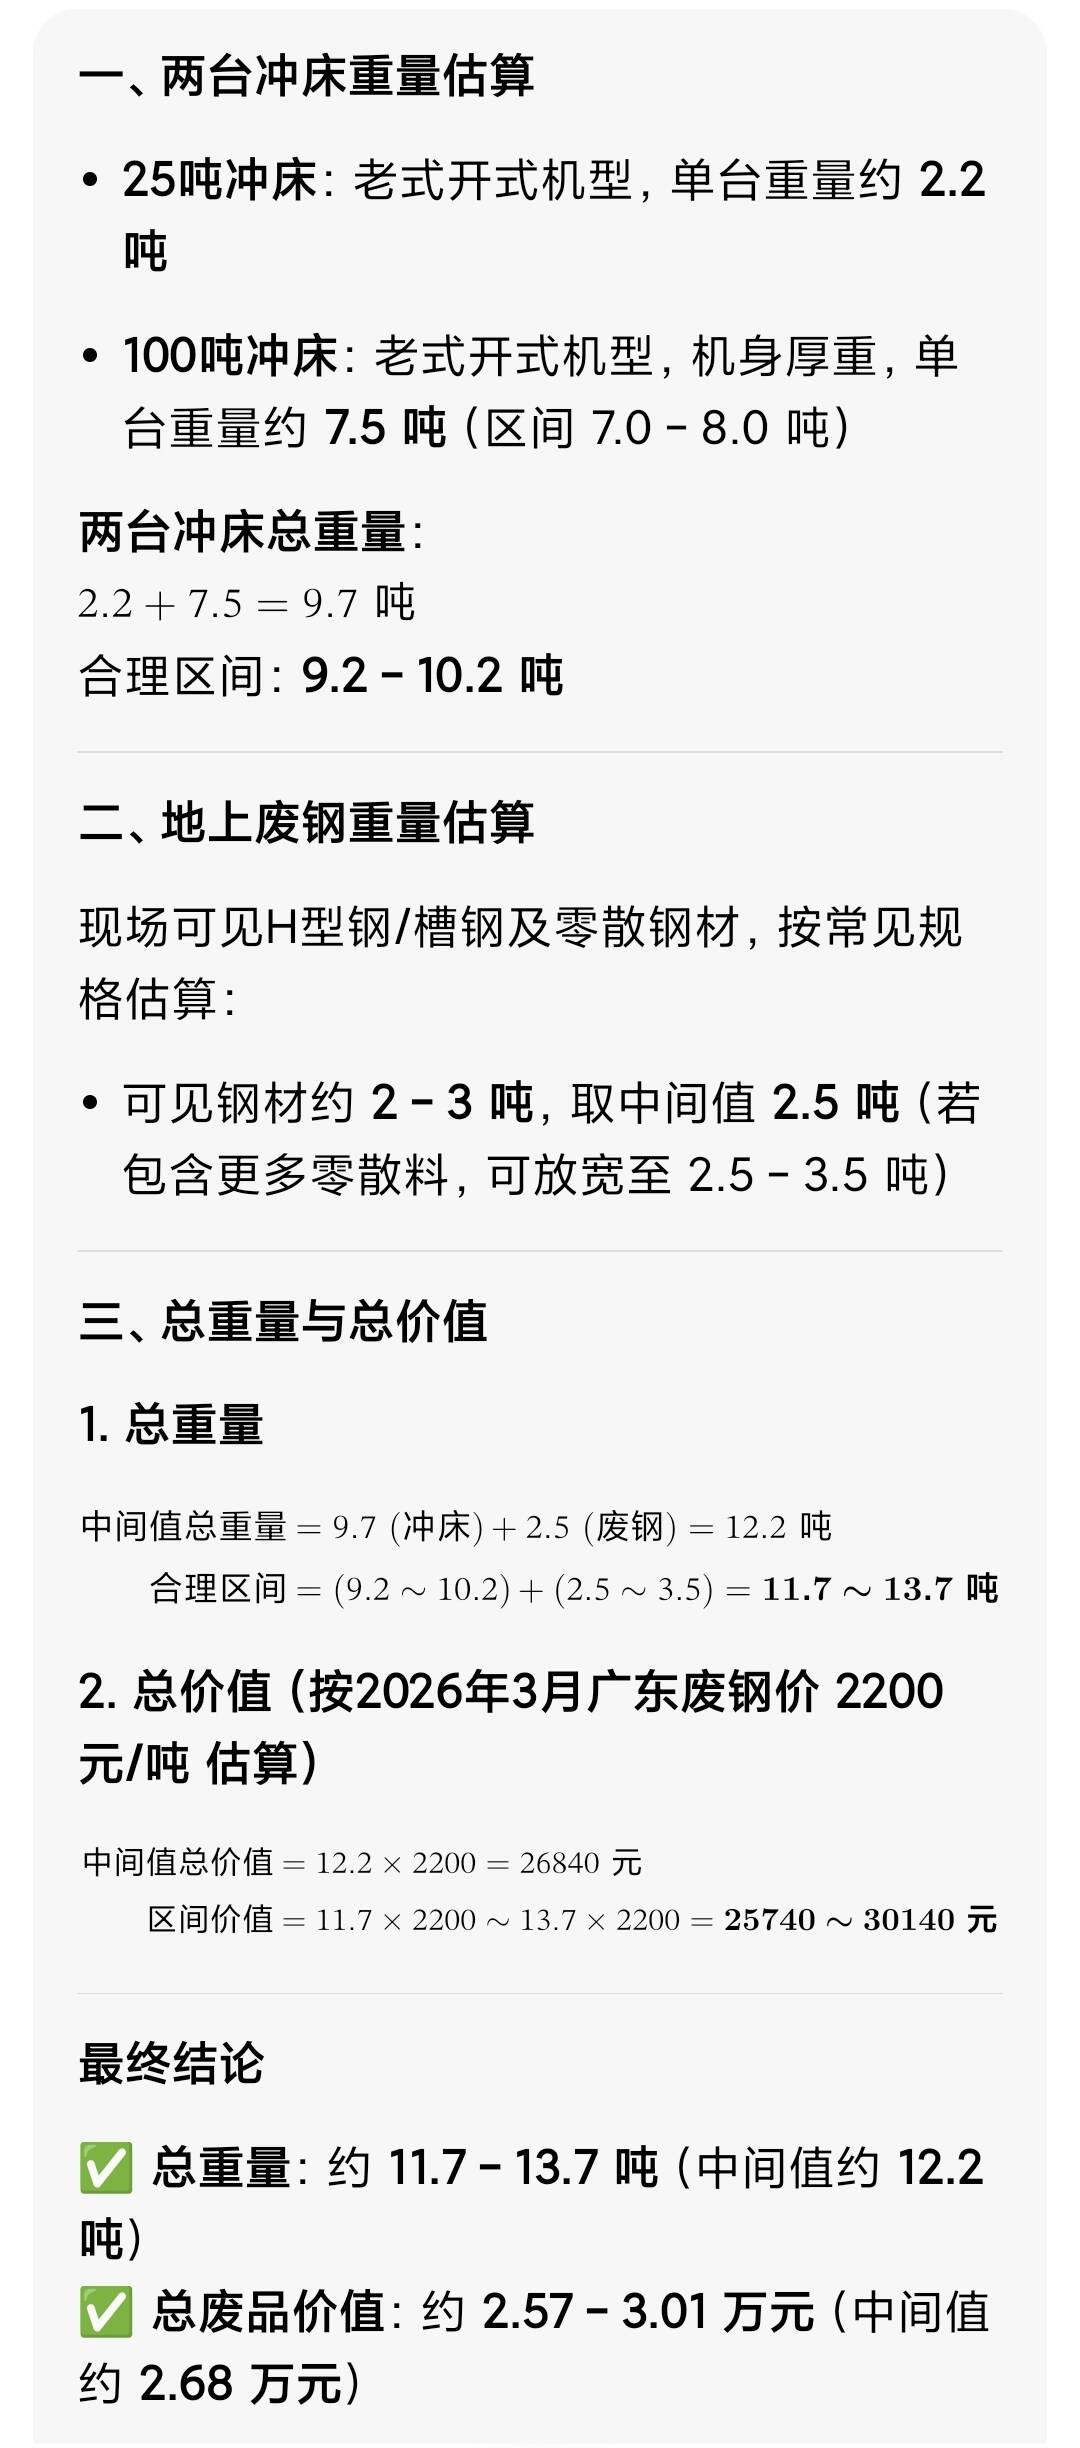 一、两台冲床重量估算
• 25吨冲床：老式开式机型，单台重量约 2.2
吨
• 100吨冲床：老式开式机型，机身厚重，单
台重量约 7.5 吨（区间 7.0 – 8.0 吨）
两台冲床总重量：
2.2 + 7.5 = 9.7 吨
合理区间：9.2 – 10.2 吨
二、地上废钢重量估算
现场可见H型钢/槽钢及零散钢材，按常见规
格估算：
• 可见钢材约 2 – 3 吨，取中间值 2.5 吨（若
包含更多零散料，可放宽至 2.5 – 3.5 吨）
三、总重量与总价值
1. 总重量
中间值总重量 = 9.7 (冲床) + 2.5 (废钢) = 12.2 吨
合理区间 = (9.2 ∼ 10.2) + (2.5 ∼ 3.5) = 11.7 ∼ 13.7 吨
2. 总价值（按2026年3月广东废钢价 2200
元/吨 估算）
中间值总价值 = 12.2 × 2200 = 26840 元
区间价值 = 11.7 × 2200 ∼ 13.7 × 2200 = 25740 ∼ 30140 元
最终结论
✅ 总重量：约 11.7 – 13.7 吨（中间值约 12.2
吨）
✅ 总废品价值：约 2.57 – 3.01 万元（中间值
约 2.68 万元）